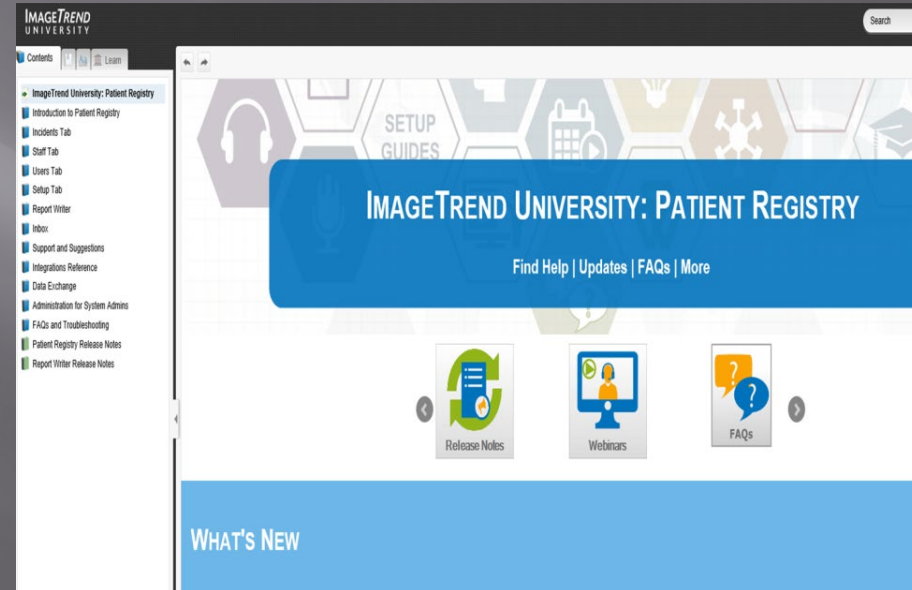 IMAGETREND
UNIVERSITY
Search
Contents
Learn
ImageTrend University: Patient Registry
Introduction to Patient Registry
Incidents Tab
Staff Tab
Users Tab
Setup Tab
Report Writer
Inbox
Support and Suggestions
Integrations Reference
Data Exchange
Administration for System Admins
FAQs and Troubleshooting
Patient Registry Release Notes
Report Writer Release Notes
SETUP
GUIDES
IMAGETREND UNIVERSITY: PATIENT REGISTRY
Find Help | Updates | FAQs | More
Release Notes
Webinars
FAQs
WHAT'S NEW